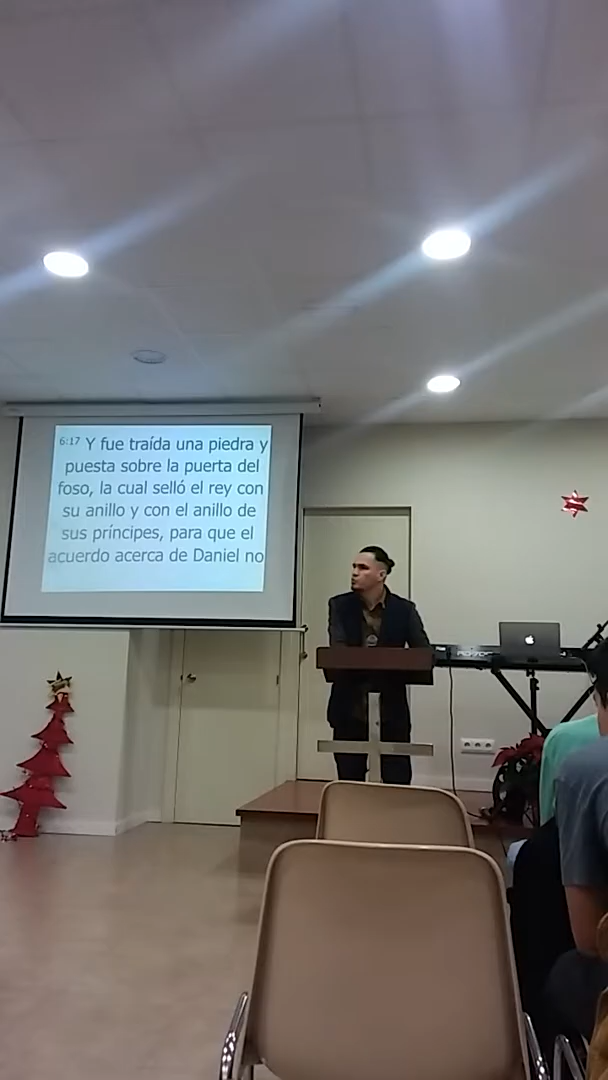 6:17 Y fue traída una piedra y
puesta sobre la puerta del
foso, la cual selló el rey con
su anillo y con el anillo de
sus príncipes, para que el
acuerdo acerca de Daniel no